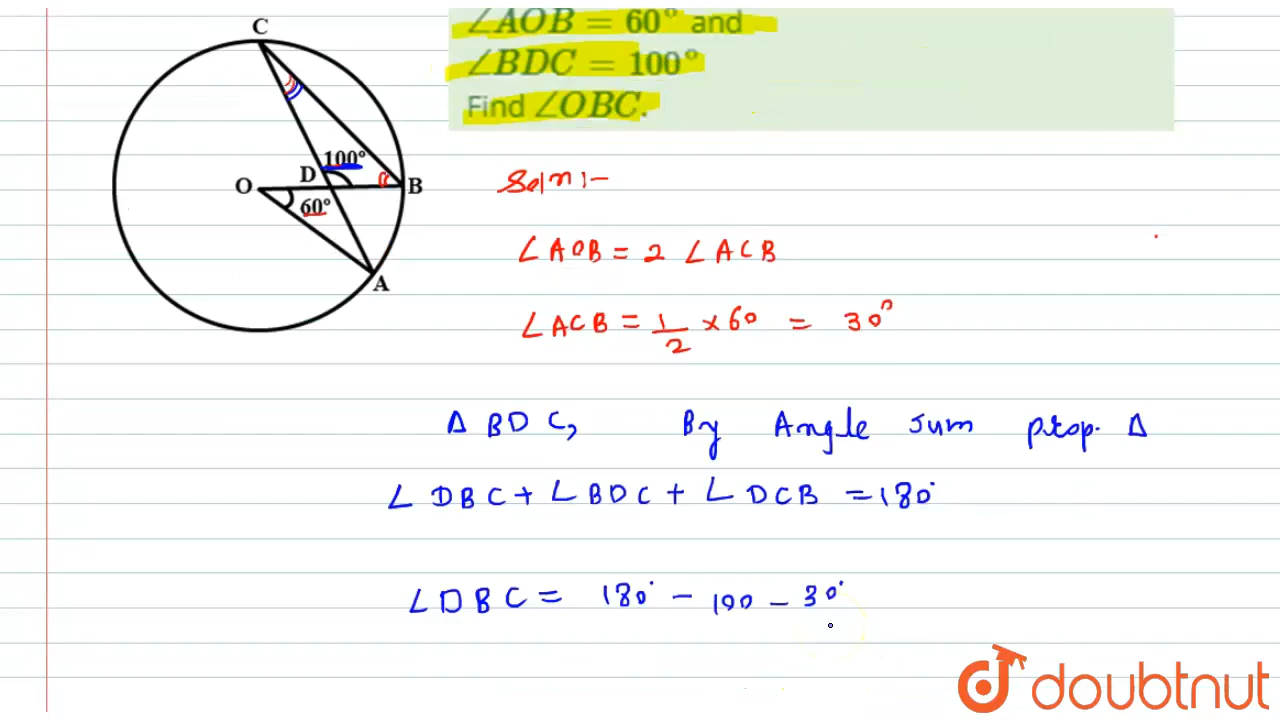 ∠AOB = 60° and
∠BDC = 100°
Find ∠OBC.
C
100°
D
O
B
60°
A
Soln :-
∠AOB = 2 ∠ACB
∠ACB = 1/2 × 60 = 30°
Δ BDC, By Angle sum prop. Δ
∠DBC + ∠BDC + ∠DCB = 180°
∠DBC = 180° - 100 - 30°
doubtnut